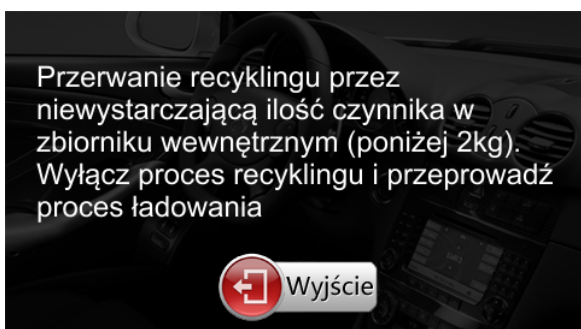 Przerwanie recyklingu przez
niewystarczającą ilość czynnika w
zbiorniku wewnętrznym (poniżej 2kg).
Wyłącz proces recyklingu i przeprowadź
proces ładowania
Wyjście